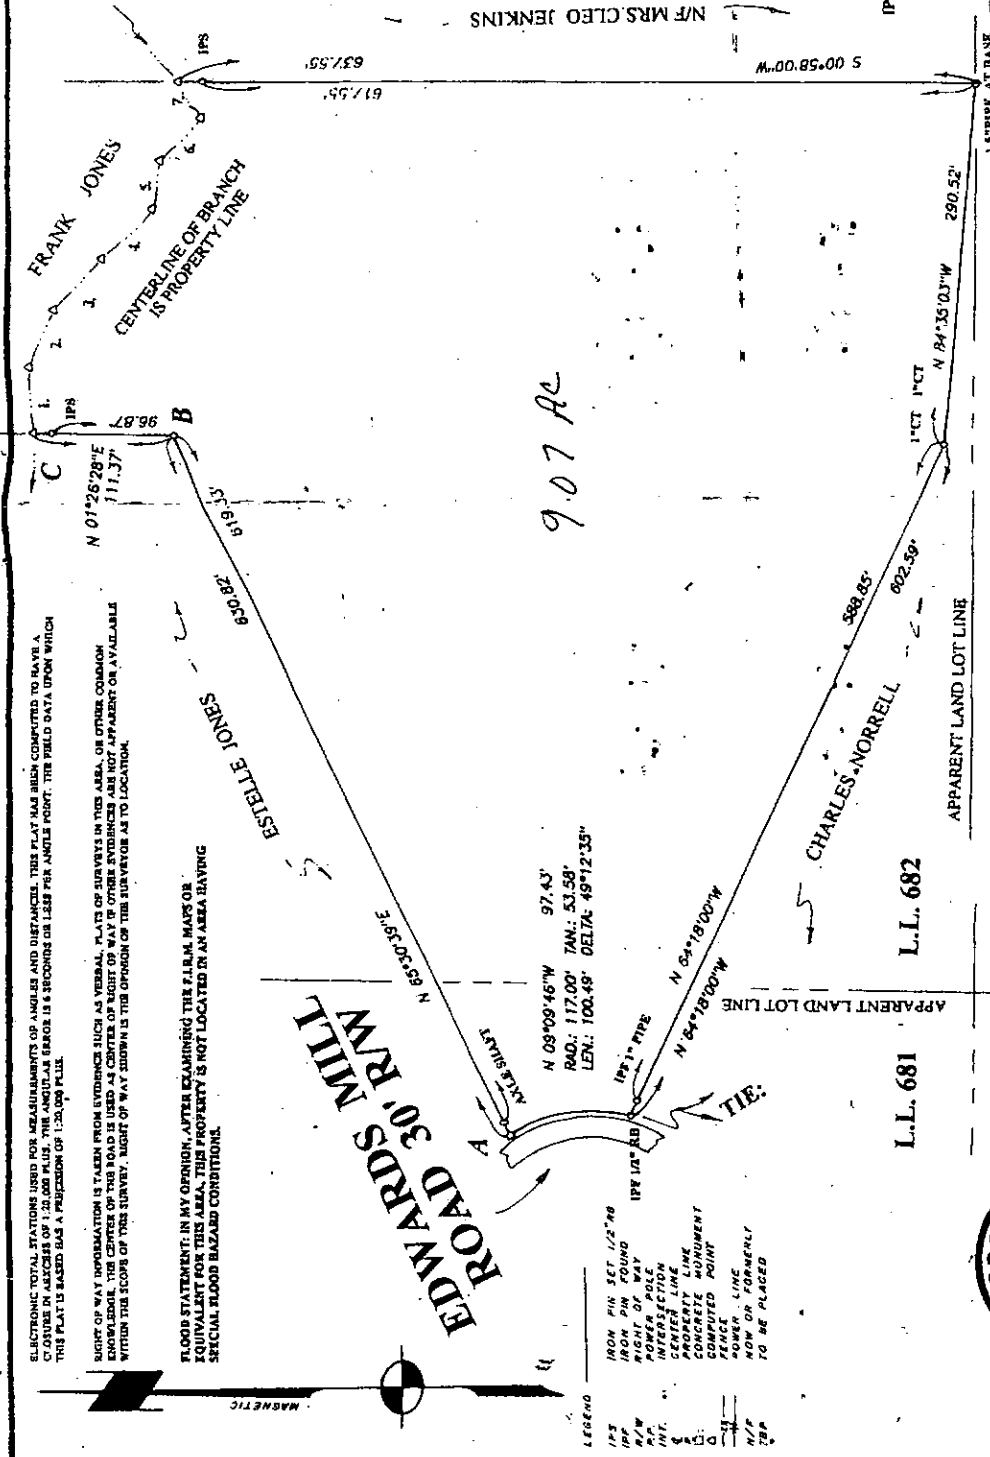 ELECTRONIC TOTAL STATIONS USED FOR MEASUREMENTS OF ANGLES AND DISTANCES. THIS PLAT HAS BEEN COMPUTED TO HAVE A
CLOSURE IN EXCESS OF 1:20,000 PLUS. THE ANGULAR ERROR IS 6 SECONDS OR LESS PER ANGLE POINT. THE FIELD DATA UPON WHICH
THIS PLAT IS BASED HAS A PRECISION OF 1:20,000 PLUS.
RIGHT OF WAY INFORMATION IS TAKEN FROM EVIDENCE SUCH AS VERBAL, PLATS OF SURVEYS IN THIS AREA, OR OTHER COMMON
KNOWLEDGE. THE CENTER OF THE ROAD IS USED AS CENTER OF RIGHT OF WAY IF OTHER EVIDENCES ARE NOT APPARENT OR AVAILABLE
WITHIN THE SCOPE OF THIS SURVEY. RIGHT OF WAY SHOWN IS THE OPINION OF THE SURVEYOR AS TO LOCATION.
FLOOD STATEMENT: IN MY OPINION, AFTER EXAMINING THE F.I.R.M. MAPS OR
EQUIVALENT FOR THIS AREA, THIS PROPERTY IS NOT LOCATED IN AN AREA HAVING
SPECIAL FLOOD HAZARD CONDITIONS.
MAGNETIC
EDWARDS MILL
ROAD 30' R/W
A
AXLE SHAFT
N 65°30'39"E
630.82'
619.33'
ESTELLE JONES
B
N 01°26'28"E
111.37'
96.87'
C
IPS
1.
2.
3.
4.
5.
6.
7.
FRANK JONES
CENTERLINE OF BRANCH
IS PROPERTY LINE
IPS
637.55'
617.55'
S 00°58'00"W
N/F MRS. CLEO JENKINS
IP
9.07 AC
N 09°09'46"W 97.43'
RAD.: 117.00' TAN.: 53.58'
LEN.: 100.49' DELTA: 49°12'35"
IPF 1" PIPE
IPF 1/2" RB
TIE:
N 64°18'00"W
N 64°18'00"W
588.85'
602.59'
CHARLES NORRELL
1"CT 1"CT
N 84°35'03"W
290.52'
APPARENT LAND LOT LINE
APPARENT LAND LOT LINE
L.L. 681
L.L. 682
LEGEND
IPS IRON PIN SET 1/2" RB
IPF IRON PIN FOUND
R/W RIGHT OF WAY
P.P. POWER POLE
INT. INTERSECTION
CENTER LINE
PROPERTY LINE
CONCRETE MONUMENT
COMPUTED POINT
FENCE
POWER LINE
N/F NOW OR FORMERLY
TBP TO BE PLACED